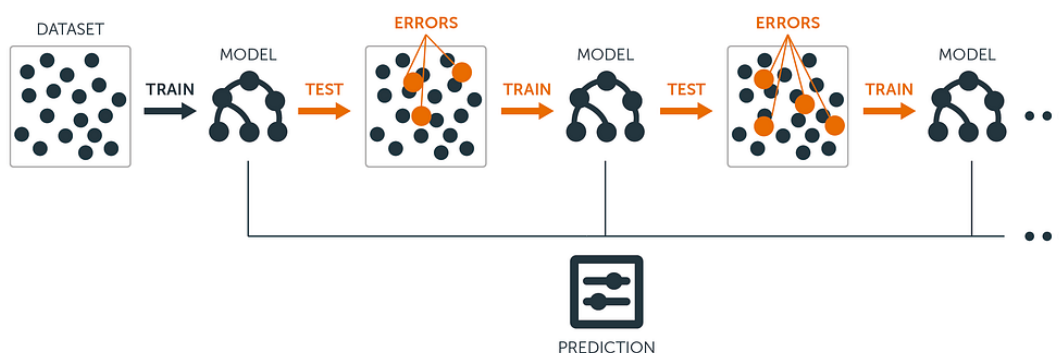 DATASET
MODEL
ERRORS
MODEL
ERRORS
MODEL
TRAIN
TEST
TRAIN
TEST
TRAIN
PREDICTION